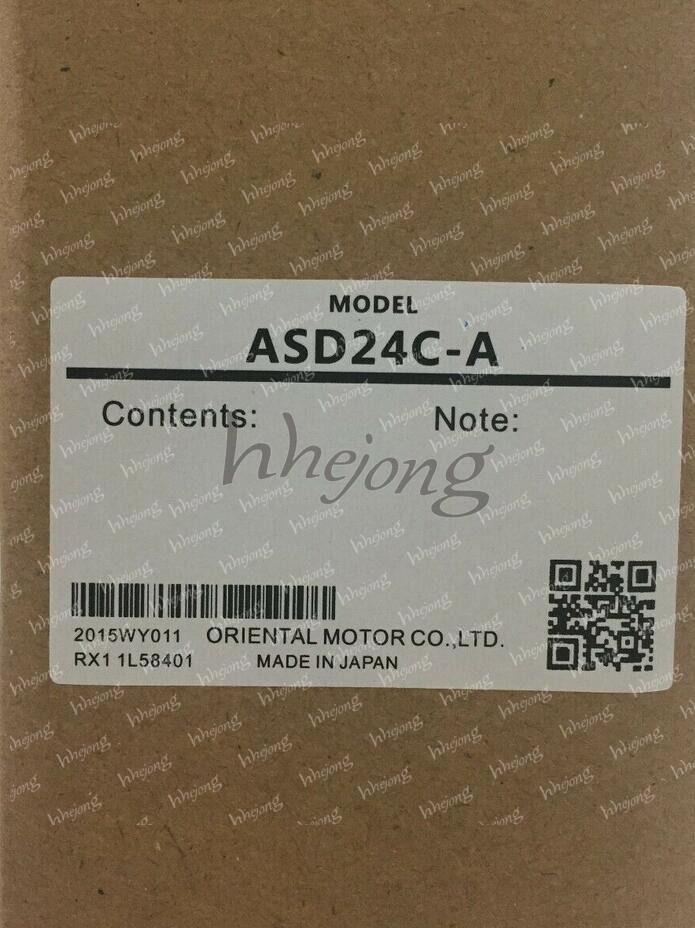 MODEL
ASD24C-A
Contents: Note:
hhejong
2015WY011 ORIENTAL MOTOR CO.,LTD.
RX1 1L58401 MADE IN JAPAN